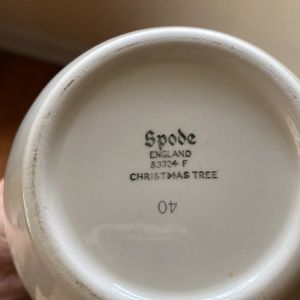 Spode
ENGLAND
S3324 F
CHRISTMAS TREE
40